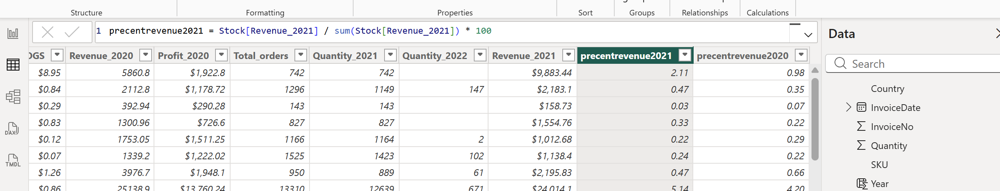 Structure Formatting Properties Sort Groups Relationships Calculations
1 precentrevenue2021 = Stock[Revenue_2021] / sum(Stock[Revenue_2021]) * 100
Data
OGS Revenue_2020 Profit_2020 Total_orders Quantity_2021 Quantity_2022 Revenue_2021 precentrevenue2021 precentrevenue2020
Search
$8.95 5860.8 $1,922.8 742 742 $9,883.44 2.11 0.98
$0.84 2112.8 $1,178.72 1296 1149 147 $2,183.1 0.47 0.35
$0.29 392.94 $290.28 143 143 $158.73 0.03 0.07
$0.83 1300.96 $726.6 827 827 $1,554.76 0.33 0.22
$0.12 1753.05 $1,511.25 1166 1164 2 $1,012.68 0.22 0.29
$0.07 1339.2 $1,222.02 1525 1423 102 $1,138.4 0.24 0.22
$1.26 3976.7 $1,948.1 950 889 61 $2,195.83 0.47 0.66
$0.86 25138.9 $13,760.24 13310 12639 671 $24,014.1 5.14 4.20
DAX
TMDL
Country
InvoiceDate
InvoiceNo
Quantity
SKU
Year